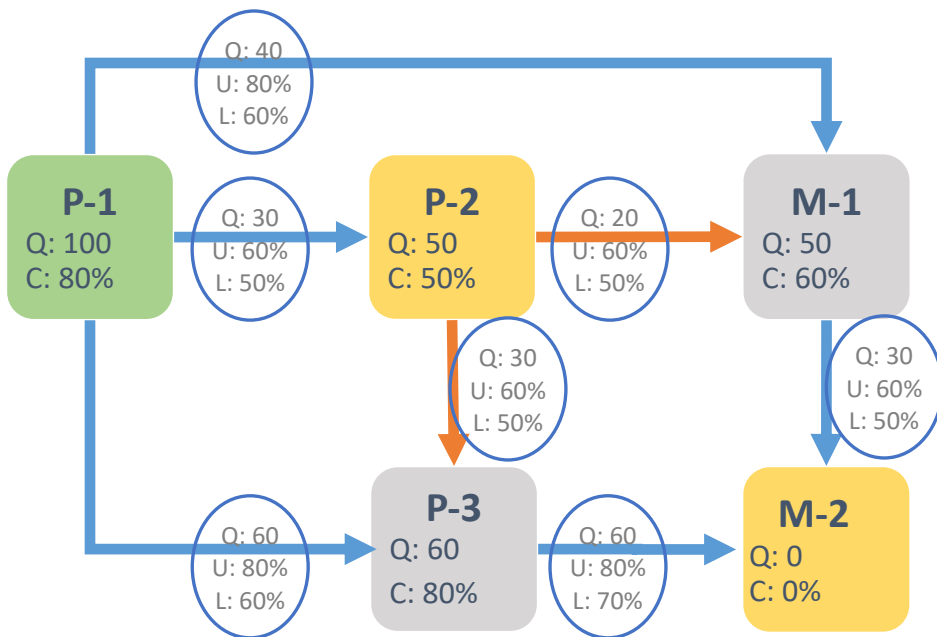 Q: 40
U: 80%
L: 60%
P-1
Q: 100
C: 80%
Q: 30
U: 60%
L: 50%
P-2
Q: 50
C: 50%
Q: 20
U: 60%
L: 50%
M-1
Q: 50
C: 60%
Q: 30
U: 60%
L: 50%
Q: 30
U: 60%
L: 50%
Q: 60
U: 80%
L: 60%
P-3
Q: 60
C: 80%
Q: 60
U: 80%
L: 70%
M-2
Q: 0
C: 0%